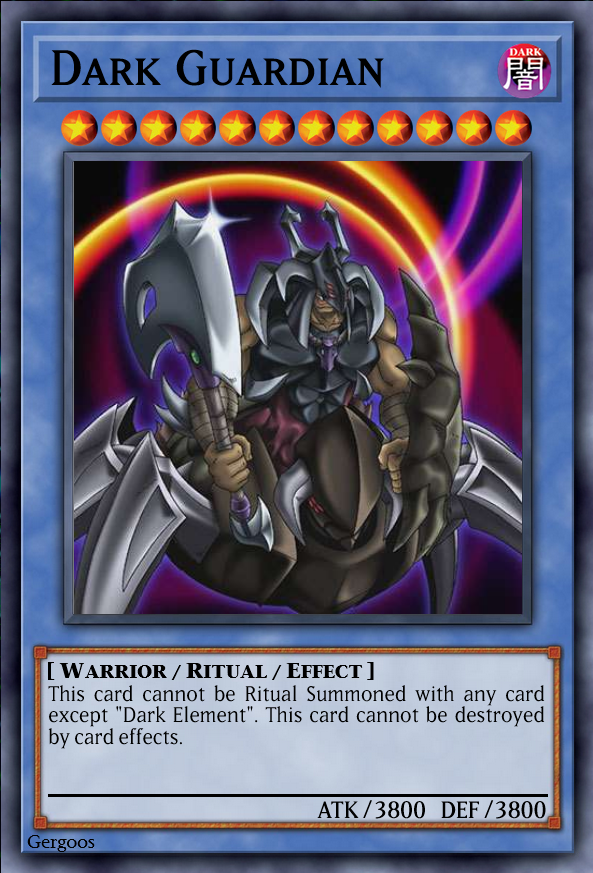 Dark Guardian
DARK
闇
[ Warrior / Ritual / Effect ]
This card cannot be Ritual Summoned with any card
except "Dark Element". This card cannot be destroyed
by card effects.
ATK / 3800 DEF / 3800
Gergoos